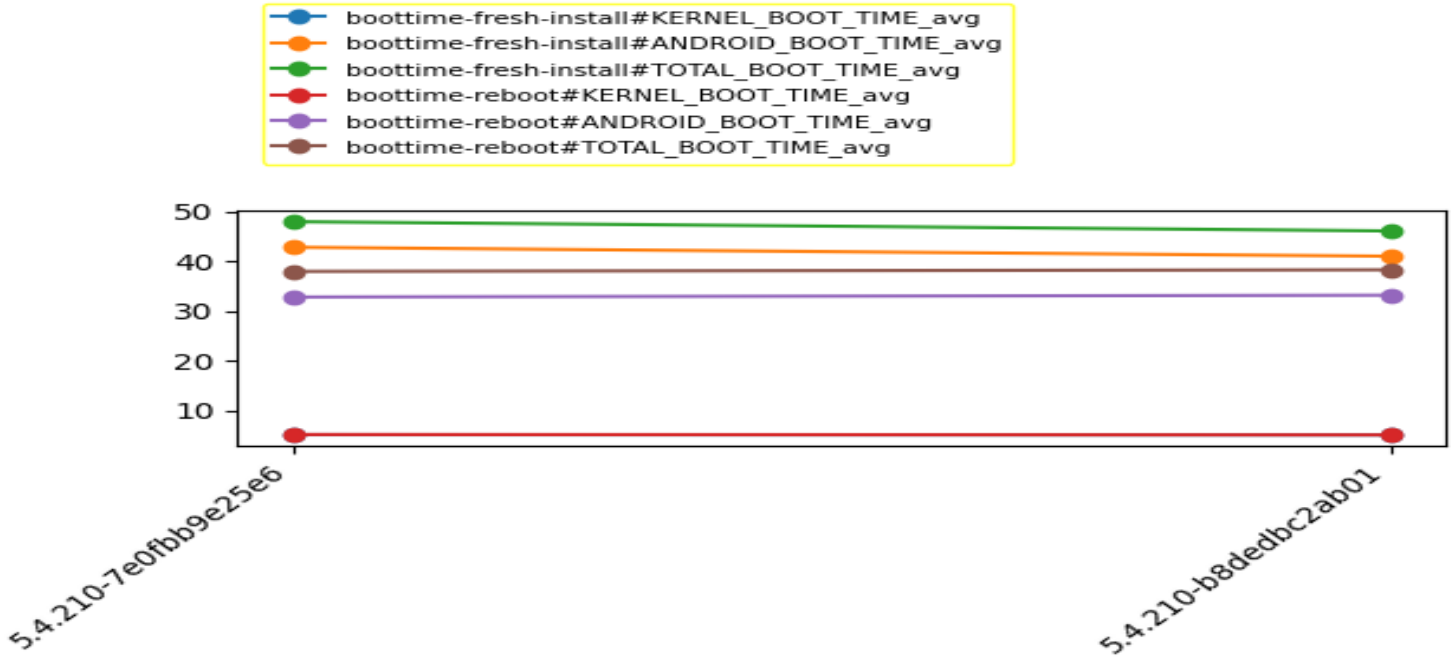 boottime-fresh-install#KERNEL_BOOT_TIME_avg
boottime-fresh-install#ANDROID_BOOT_TIME_avg
boottime-fresh-install#TOTAL_BOOT_TIME_avg
boottime-reboot#KERNEL_BOOT_TIME_avg
boottime-reboot#ANDROID_BOOT_TIME_avg
boottime-reboot#TOTAL_BOOT_TIME_avg
50
40
30
20
10
5.4.210-7e0fbb9e25e6
5.4.210-b8dedbc2ab01